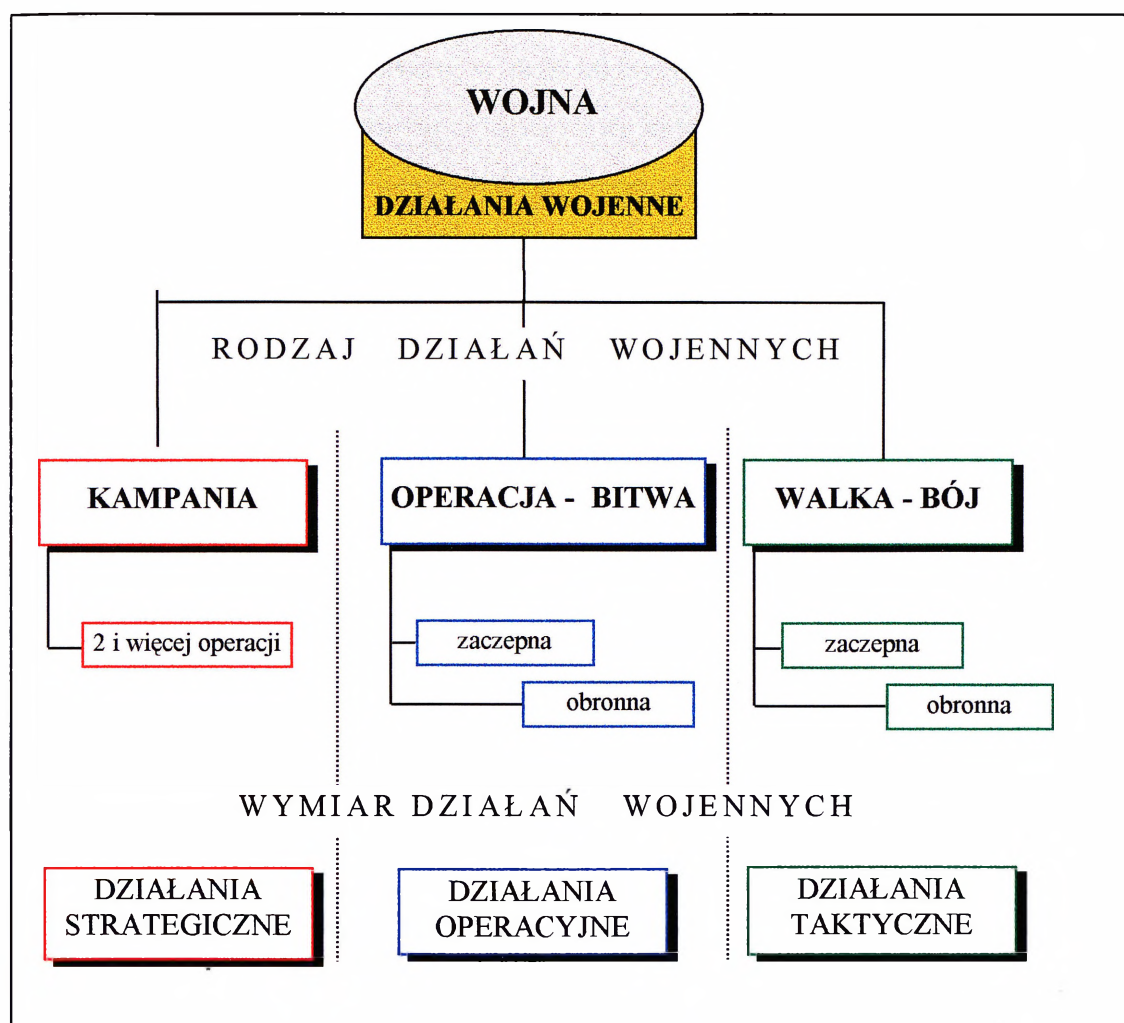 WOJNA
DZIAŁANIA WOJENNE
RODZAJ DZIAŁAŃ WOJENNYCH
KAMPANIA
OPERACJA - BITWA
WALKA - BÓJ
2 i więcej operacji
zaczepna
obronna
zaczepna
obronna
WYMIAR DZIAŁAŃ WOJENNYCH
DZIAŁANIA
STRATEGICZNE
DZIAŁANIA
OPERACYJNE
DZIAŁANIA
TAKTYCZNE